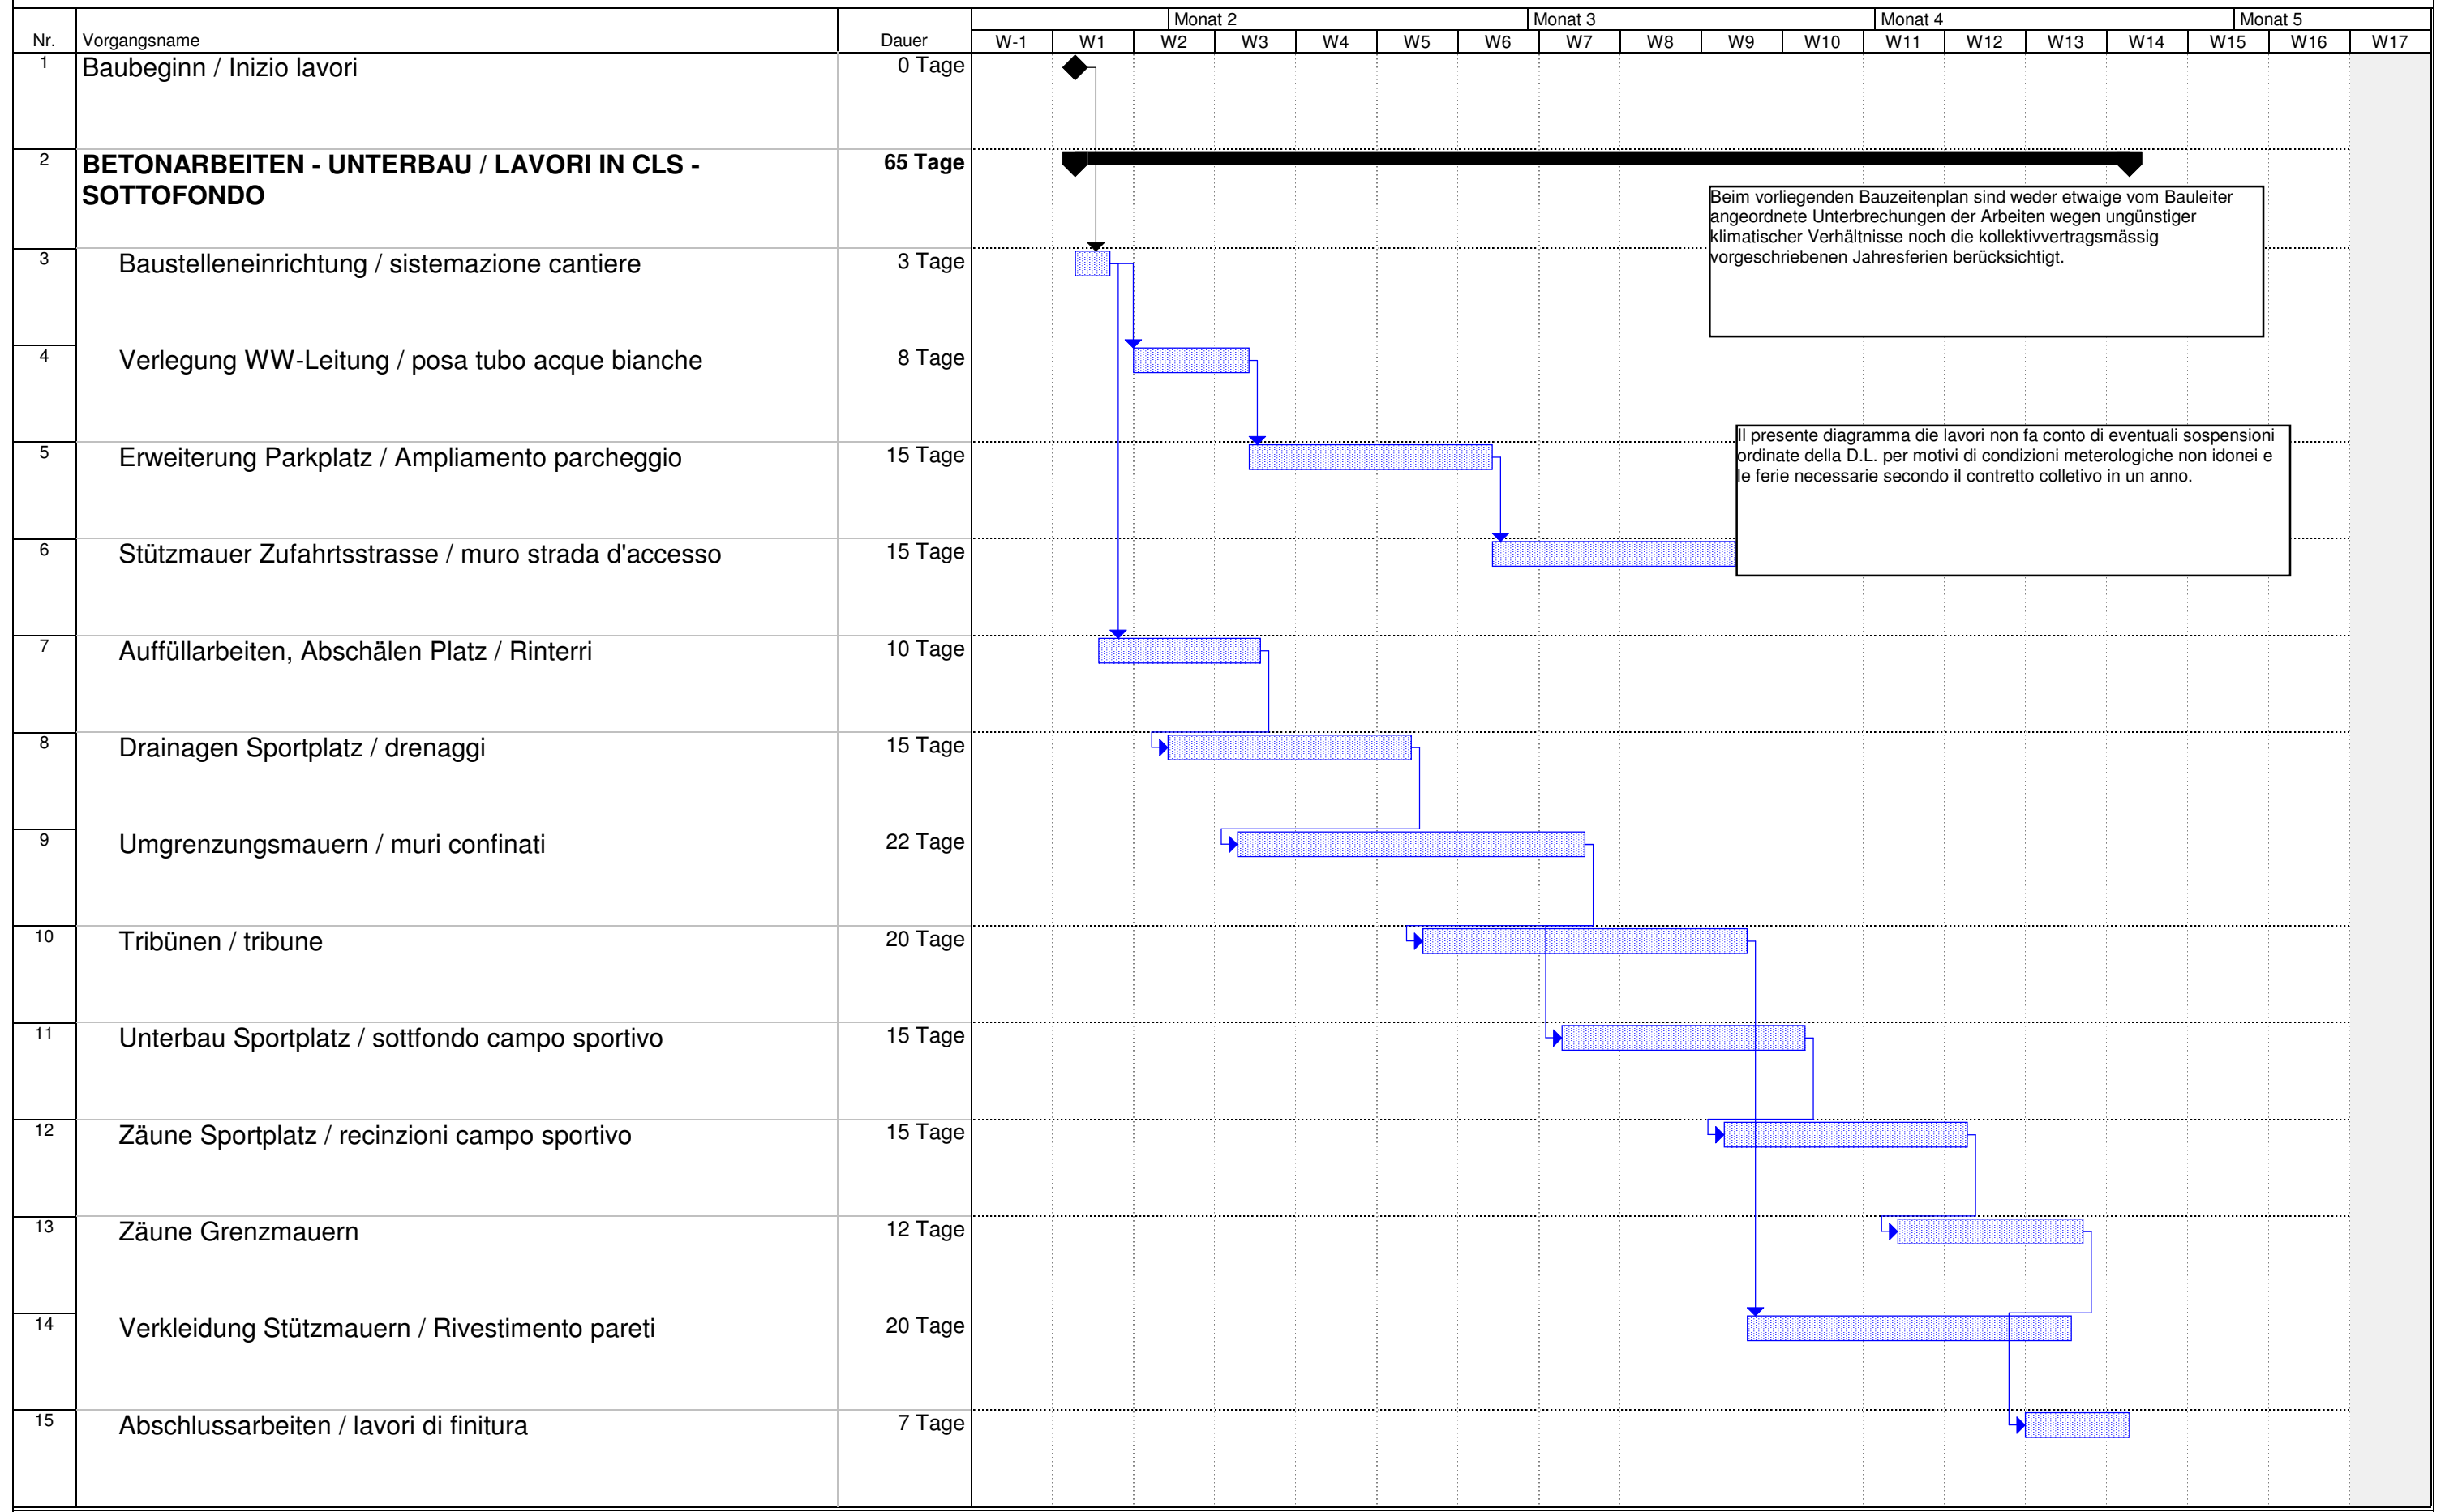 Monat 2 Monat 3 Monat 4 Monat 5
Nr. Vorgangsname Dauer W-1 W1 W2 W3 W4 W5 W6 W7 W8 W9 W10 W11 W12 W13 W14 W15 W16 W17
1 Baubeginn / Inizio lavori 0 Tage
2 BETONARBEITEN - UNTERBAU / LAVORI IN CLS - 65 Tage
SOTTOFONDO
Beim vorliegenden Bauzeitenplan sind weder etwaige vom Bauleiter
angeordnete Unterbrechungen der Arbeiten wegen ungünstiger
klimatischer Verhältnisse noch die kollektivvertragsmässig
vorgeschriebenen Jahresferien berücksichtigt.
3 Baustelleneinrichtung / sistemazione cantiere 3 Tage
4 Verlegung WW-Leitung / posa tubo acque bianche 8 Tage
Il presente diagramma die lavori non fa conto di eventuali sospensioni
ordinate della D.L. per motivi di condizioni meterologiche non idonei e
le ferie necessarie secondo il contretto colletivo in un anno.
5 Erweiterung Parkplatz / Ampliamento parcheggio 15 Tage
6 Stützmauer Zufahrtsstrasse / muro strada d'accesso 15 Tage
7 Auffüllarbeiten, Abschälen Platz / Rinterri 10 Tage
8 Drainagen Sportplatz / drenaggi 15 Tage
9 Umgrenzungsmauern / muri confinati 22 Tage
10 Tribünen / tribune 20 Tage
11 Unterbau Sportplatz / sottfondo campo sportivo 15 Tage
12 Zäune Sportplatz / recinzioni campo sportivo 15 Tage
13 Zäune Grenzmauern 12 Tage
14 Verkleidung Stützmauern / Rivestimento pareti 20 Tage
15 Abschlussarbeiten / lavori di finitura 7 Tage